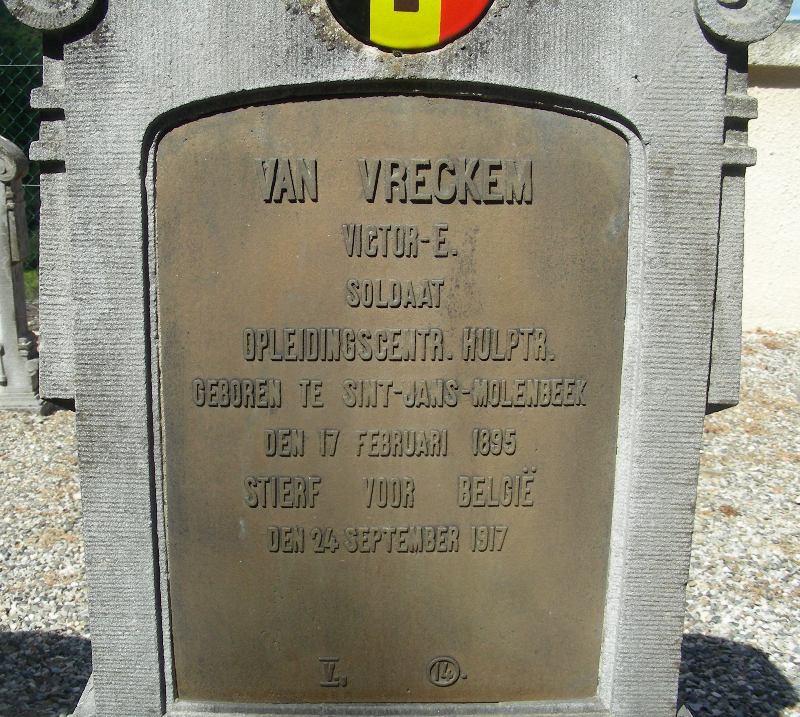 VAN VRECKEM
VICTOR-E.
SOLDAAT
OPLEIDINGSCENTR. HULPTR.
GEBOREN TE SINT-JANS-MOLENBEEK
DEN 17 FEBRUARI 1895
STIERF VOOR BELGIË
DEN 24 SEPTEMBER 1917
V. 14.